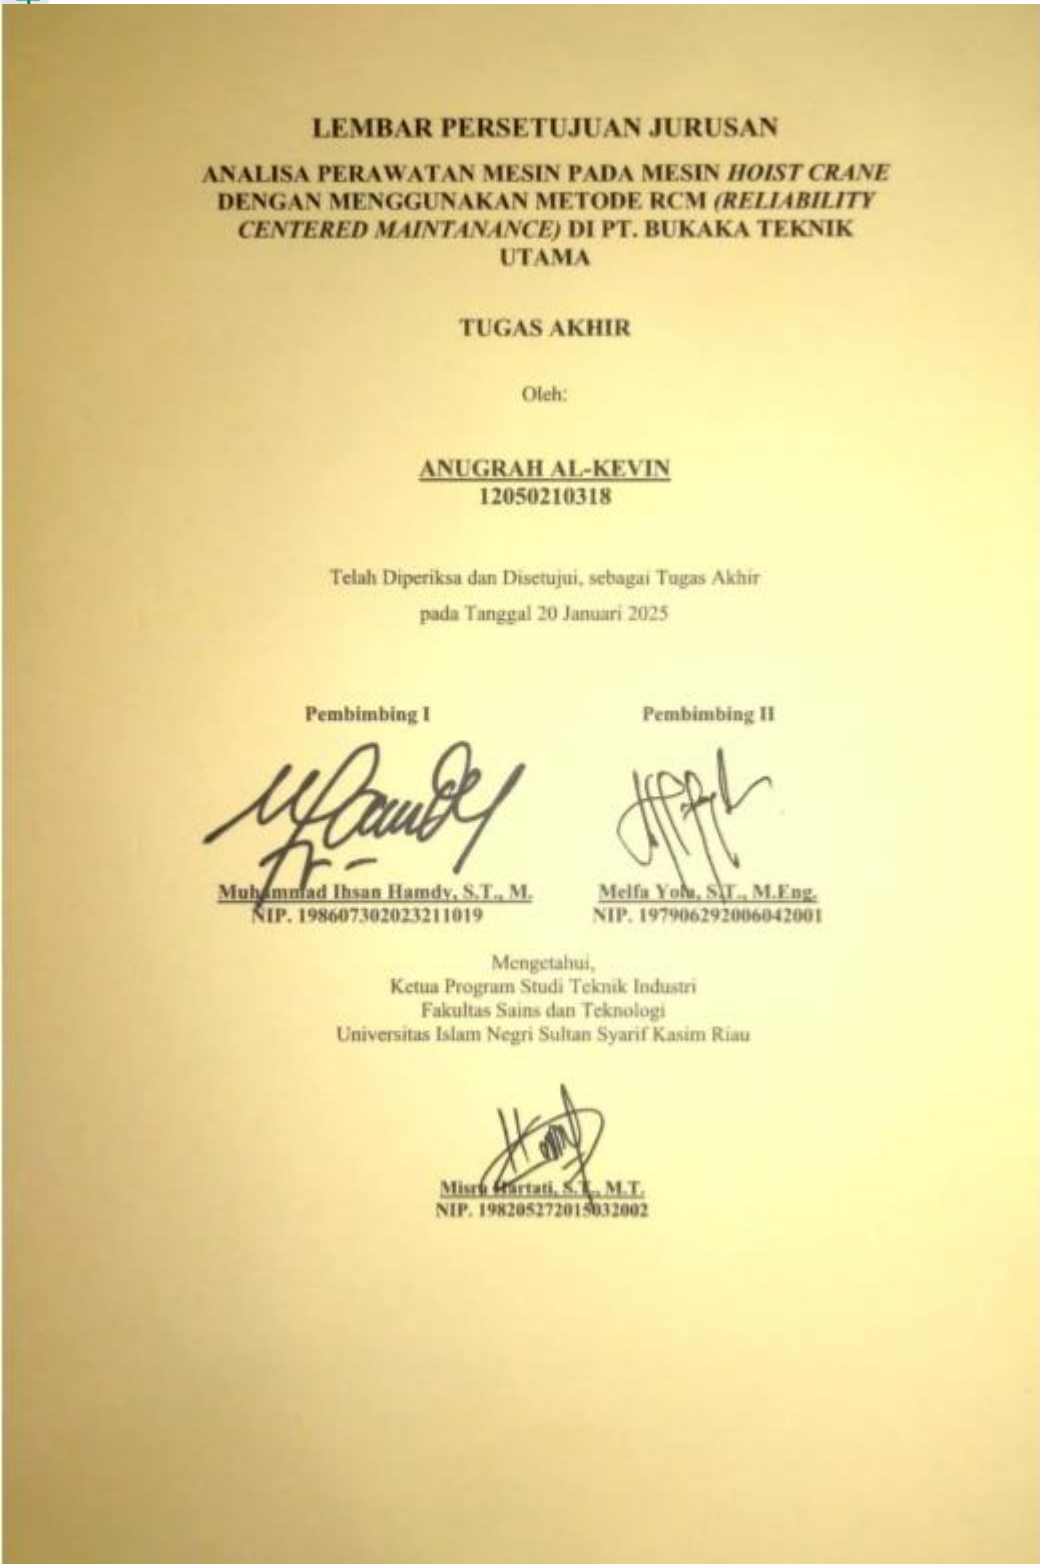 LEMBAR PERSETUJUAN JURUSAN
ANALISA PERAWATAN MESIN PADA MESIN HOIST CRANE
DENGAN MENGGUNAKAN METODE RCM (RELIABILITY
CENTERED MAINTANANCE) DI PT. BUKAKA TEKNIK
UTAMA
TUGAS AKHIR
Oleh:
ANUGRAH AL-KEVIN
12050210318
Telah Diperiksa dan Disetujui, sebagai Tugas Akhir
pada Tanggal 20 Januari 2025
Pembimbing I Pembimbing II
Muhammad Ihsan Hamdy, S.T., M. Melfa Yola, S.T., M.Eng.
NIP. 198607302023211019 NIP. 197906292006042001
Mengetahui,
Ketua Program Studi Teknik Industri
Fakultas Sains dan Teknologi
Universitas Islam Negri Sultan Syarif Kasim Riau
Misra Hartati, S.T., M.T.
NIP. 198205272015032002